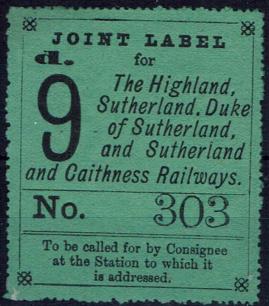 JOINT LABEL
for
d.
9
The Highland,
Sutherland, Duke
of Sutherland,
and Sutherland
and Caithness Railways.
No. 303
To be called for by Consignee
at the Station to which it
is addressed.